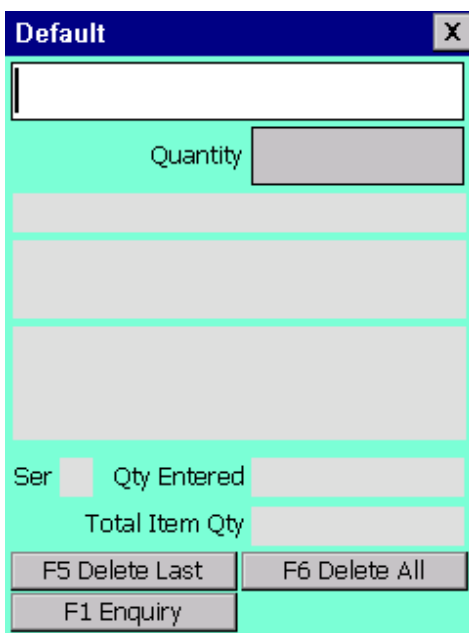 Default X
Quantity
Ser Qty Entered
Total Item Qty
F5 Delete Last F6 Delete All
F1 Enquiry